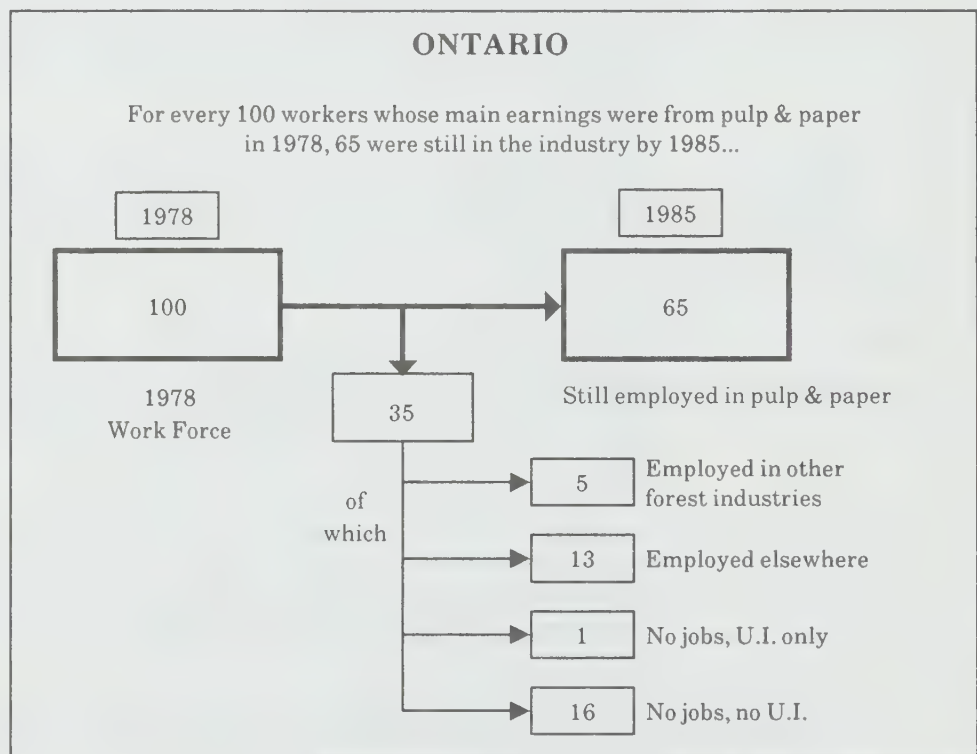 ONTARIO
For every 100 workers whose main earnings were from pulp & paper
in 1978, 65 were still in the industry by 1985...
1978
1985
100
65
1978
Work Force
Still employed in pulp & paper
35
of
which
5
Employed in other
forest industries
13
Employed elsewhere
1
No jobs, U.I. only
16
No jobs, no U.I.